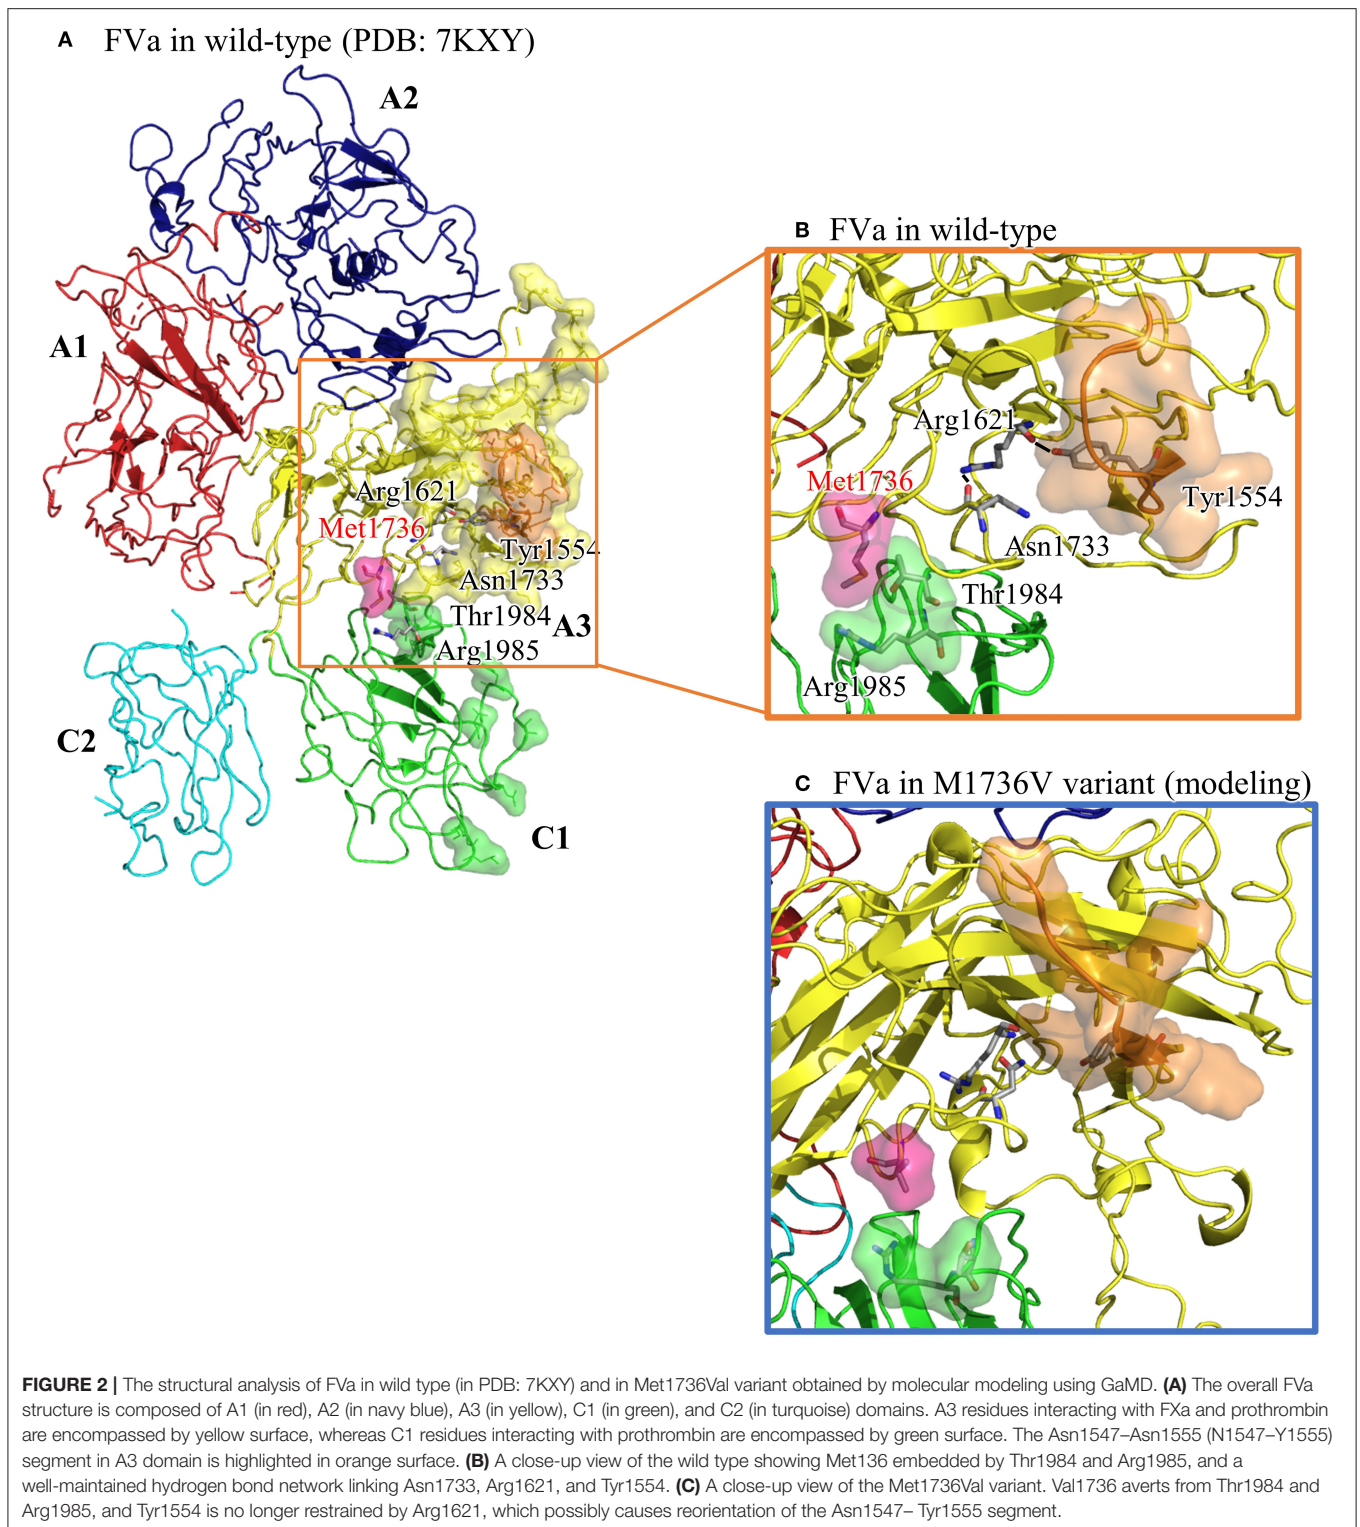 A FVa in wild-type (PDB: 7KXY)
A2
A1
Arg1621
Met1736
Tyr1554
Asn1733
Thr1984
A3
Arg1985
C2
C1
B FVa in wild-type
Arg1621
Met1736
Tyr1554
Asn1733
Thr1984
Arg1985
C FVa in M1736V variant (modeling)
FIGURE 2 | The structural analysis of FVa in wild type (in PDB: 7KXY) and in Met1736Val variant obtained by molecular modeling using GaMD. (A) The overall FVa
structure is composed of A1 (in red), A2 (in navy blue), A3 (in yellow), C1 (in green), and C2 (in turquoise) domains. A3 residues interacting with FXa and prothrombin
are encompassed by yellow surface, whereas C1 residues interacting with prothrombin are encompassed by green surface. The Asn1547–Asn1555 (N1547–Y1555)
segment in A3 domain is highlighted in orange surface. (B) A close-up view of the wild type showing Met136 embedded by Thr1984 and Arg1985, and a
well-maintained hydrogen bond network linking Asn1733, Arg1621, and Tyr1554. (C) A close-up view of the Met1736Val variant. Val1736 averts from Thr1984 and
Arg1985, and Tyr1554 is no longer restrained by Arg1621, which possibly causes reorientation of the Asn1547– Tyr1555 segment.